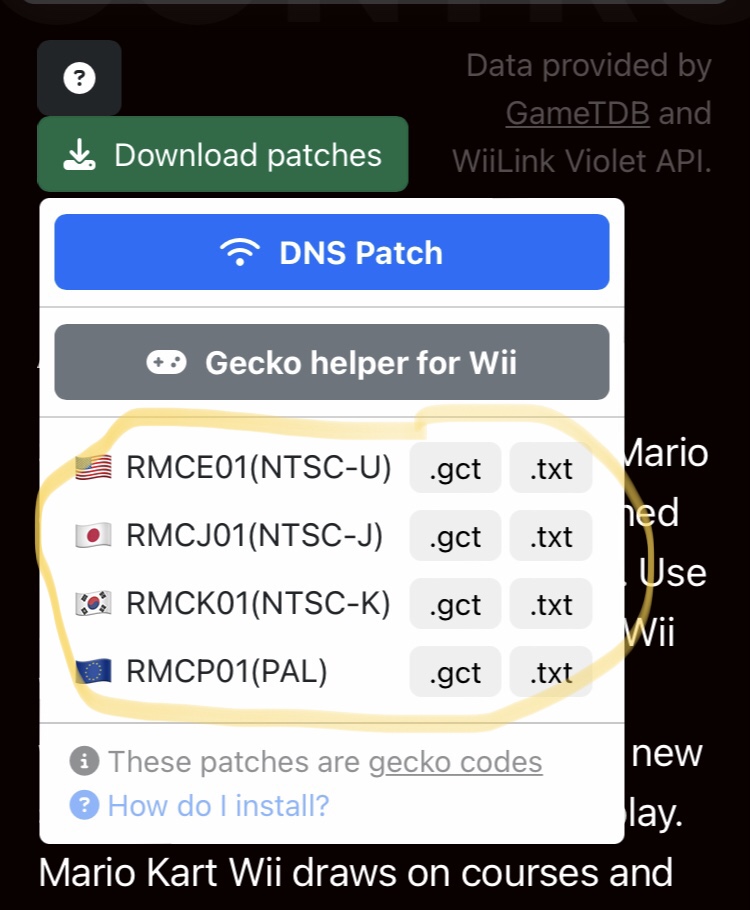 Data provided by
GameTDB and
WiiLink Violet API.
Download patches
DNS Patch
Gecko helper for Wii
RMCE01(NTSC-U) .gct .txt
Mario
RMCJ01(NTSC-J) .gct .txt
RMCK01(NTSC-K) .gct .txt
. Use
RMCP01(PAL) .gct .txt
Wii
These patches are gecko codes
new
How do I install?
Mario Kart Wii draws on courses and